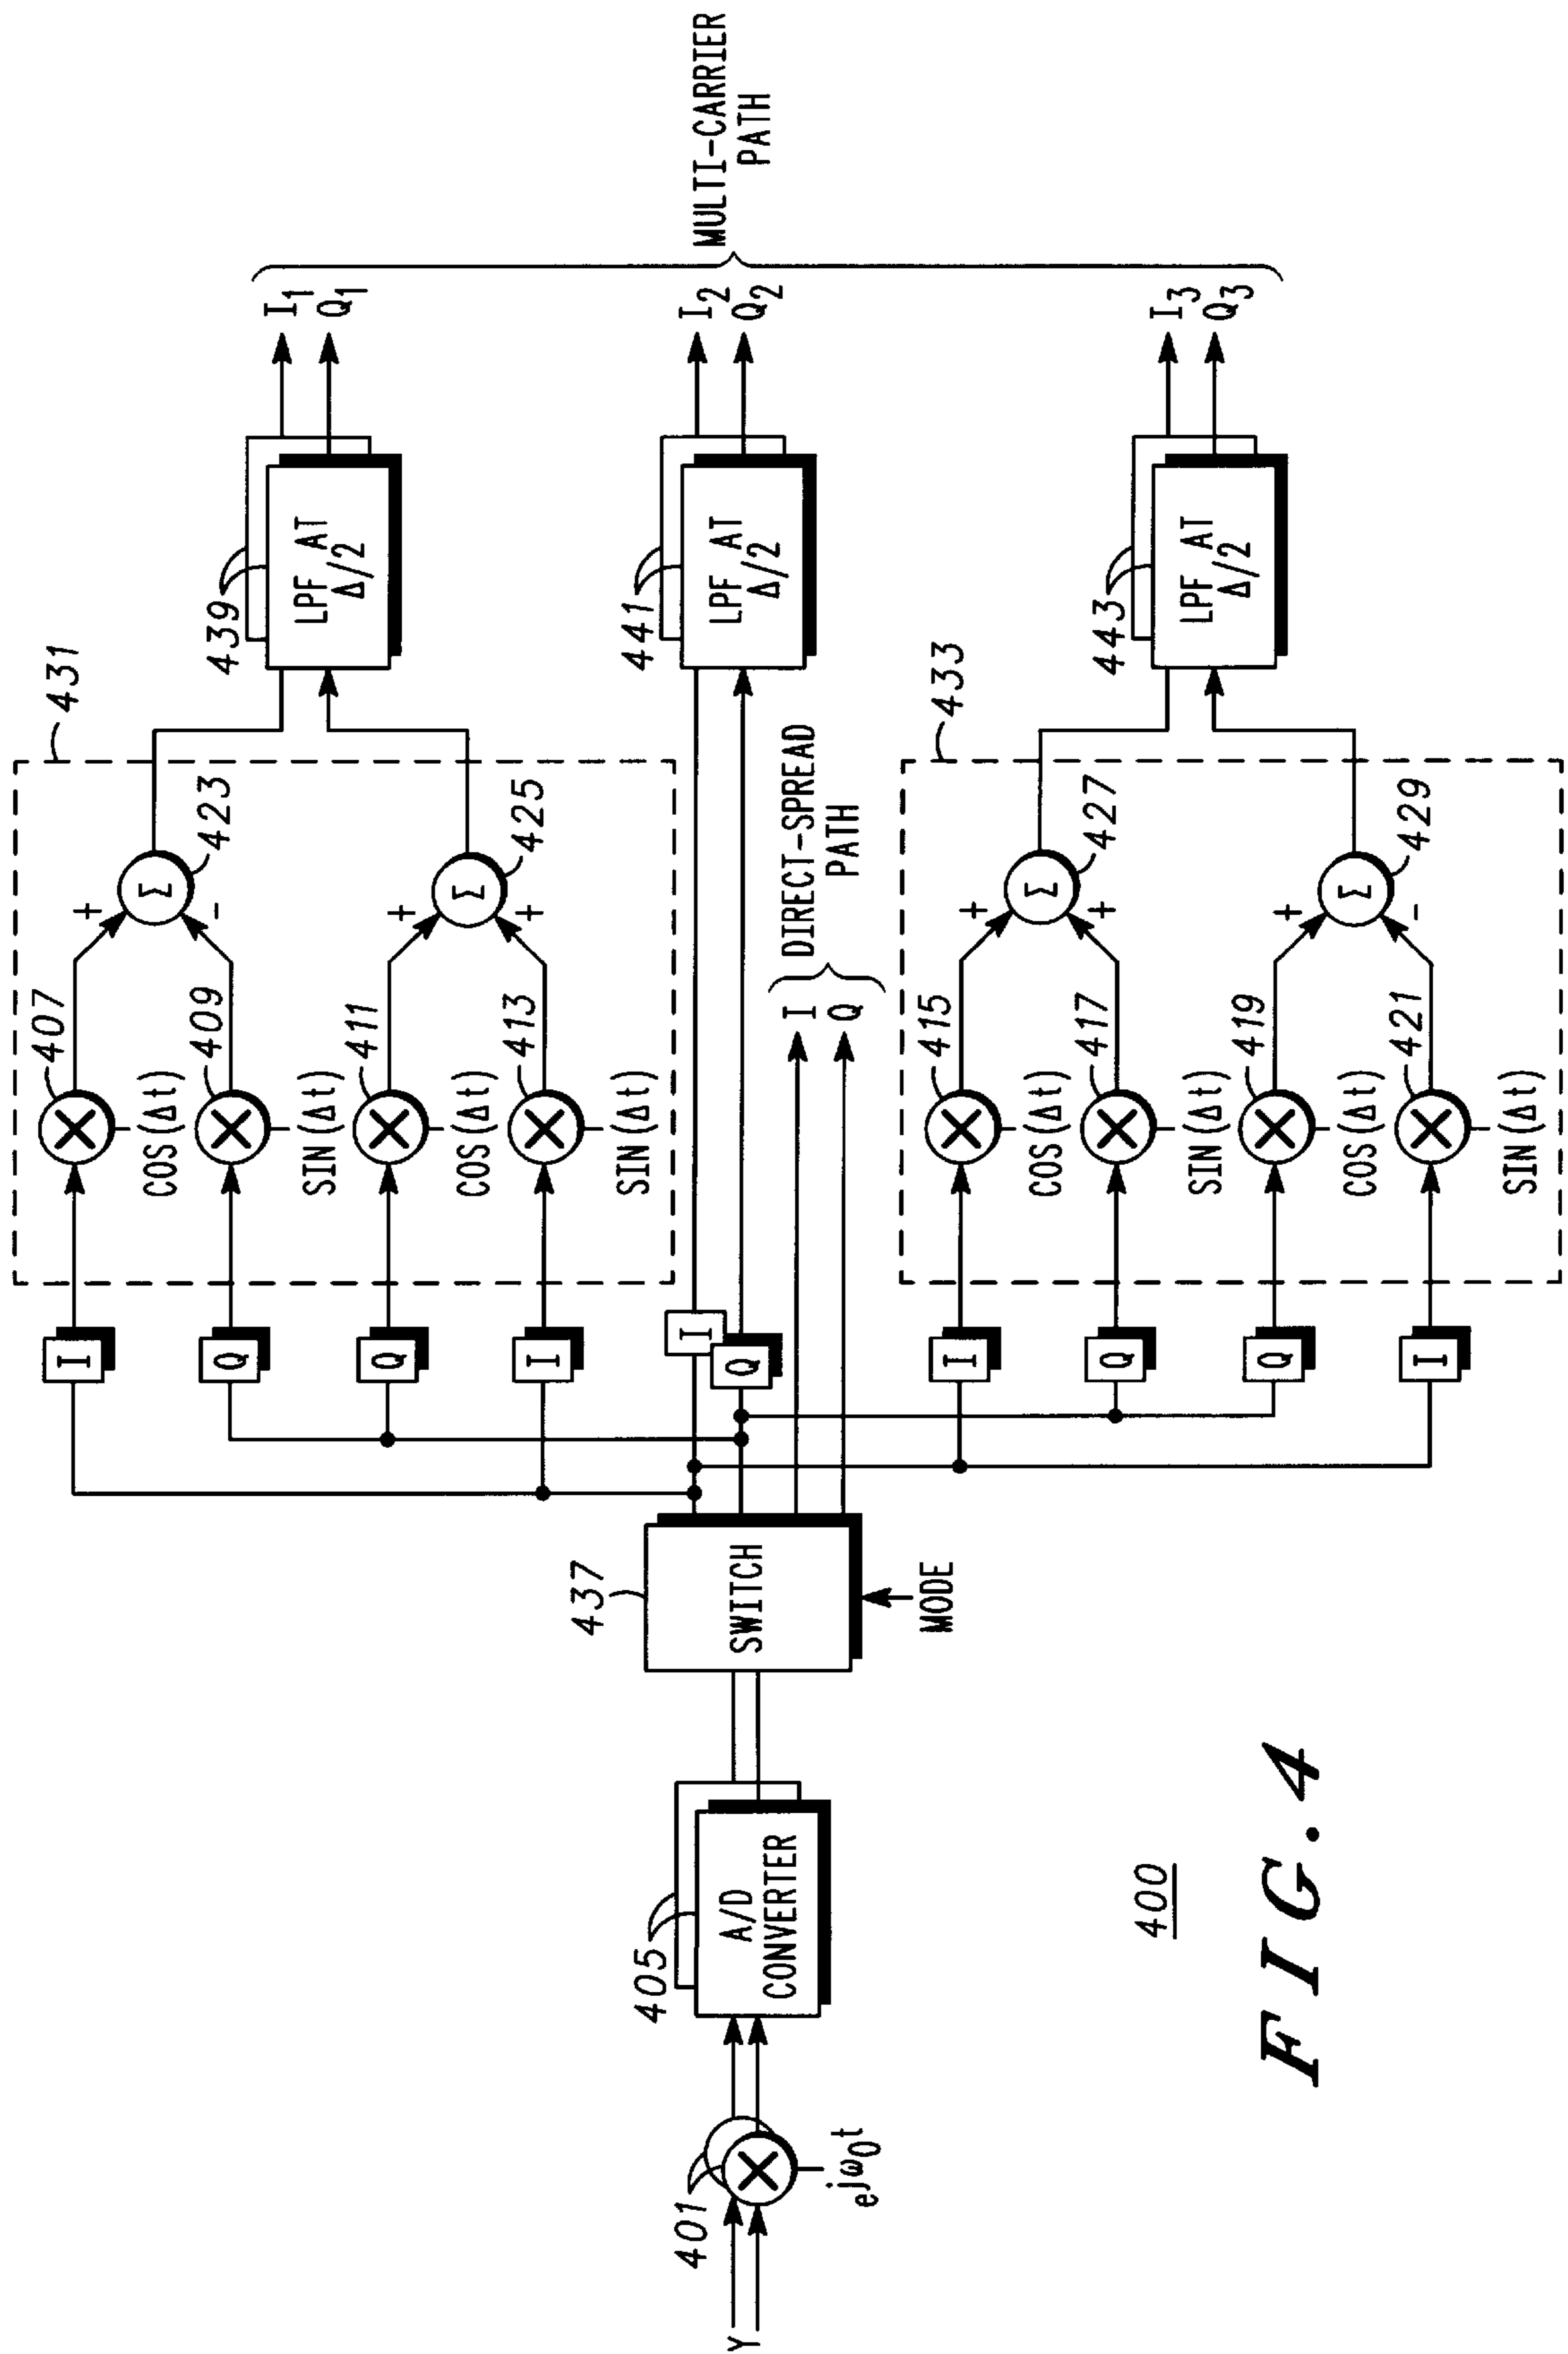 Y
401
e^{jω₀t}
405
A/D
CONVERTER
437
SWITCH
MODE
I
Q
Q
I
I
Q
I
Q
Q
I
431
407
COS(Δt)
409
SIN(Δt)
411
COS(Δt)
413
SIN(Δt)
+
-
Σ
423
+
+
Σ
425
439
LPF AT
Δ/2
I₁
Q₁
441
LPF AT
Δ/2
I₂
Q₂
I
Q
DIRECT-SPREAD
PATH
433
415
COS(Δt)
417
SIN(Δt)
419
COS(Δt)
421
SIN(Δt)
+
+
Σ
427
+
-
Σ
429
443
LPF AT
Δ/2
I₃
Q₃
MULTI-CARRIER
PATH
400
FIG.4